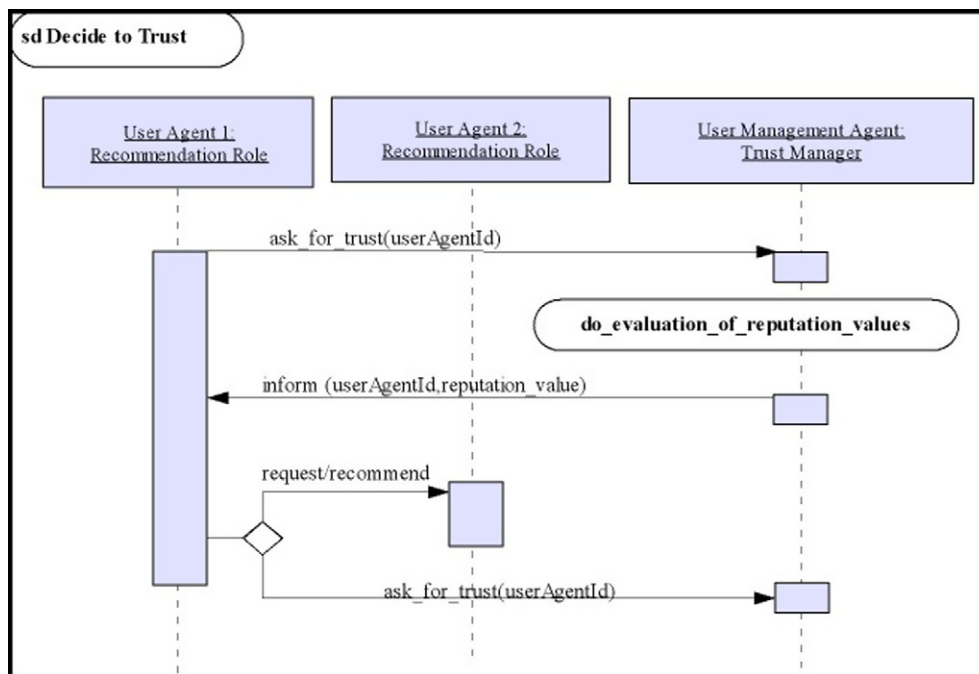 sd Decide to Trust
User Agent 1:
Recommendation Role
User Agent 2:
Recommendation Role
User Management Agent:
Trust Manager
ask_for_trust(userAgentId)
do_evaluation_of_reputation_values
inform (userAgentId,reputation_value)
request/recommend
ask_for_trust(userAgentId)